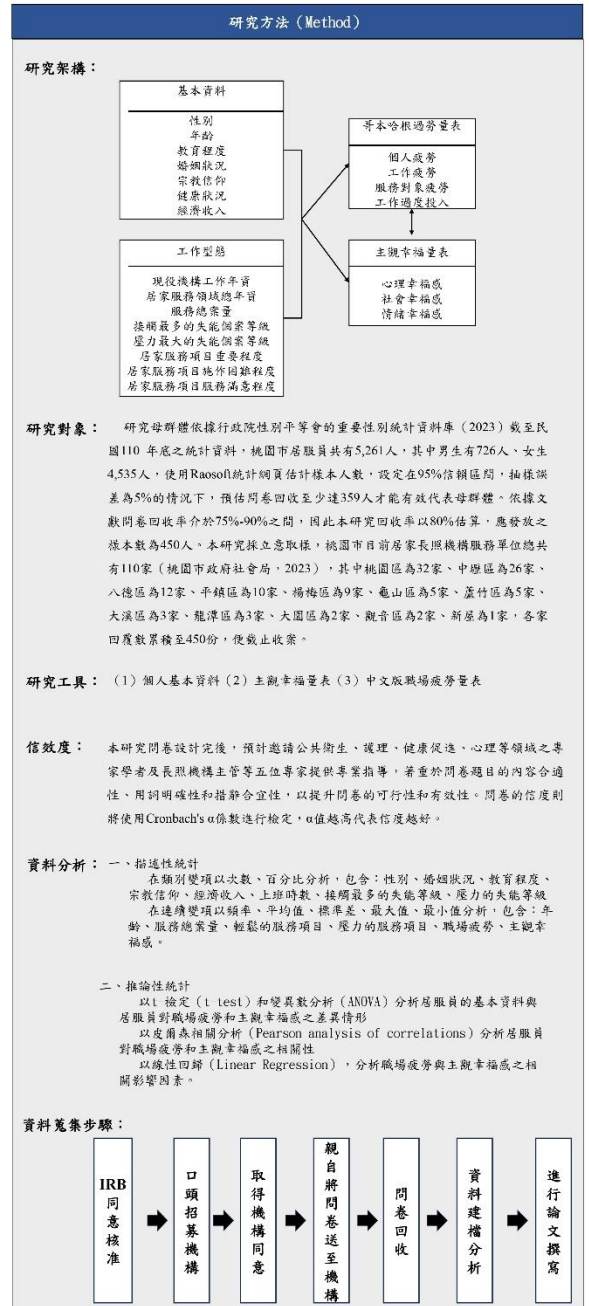 研究方法（Method）
研究架構：
基本資料
性別
年齡
教育程度
婚姻狀況
宗教信仰
健康狀況
經濟收入
工作型態
現役機構工作年資
居家服務領域總年資
服務總案量
接觸最多的失能個案等級
壓力最大的失能個案等級
居家服務項目重要程度
居家服務項目施作困難程度
居家服務項目服務滿意程度
哥本哈根過勞量表
個人疲勞
工作疲勞
服務對象疲勞
工作過度投入
主觀幸福量表
心理幸福感
社會幸福感
情緒幸福感
研究對象： 研究母群體依據行政院性別平等會的重要性別統計資料庫（2023）截至民
國110 年底之統計資料，桃園市居服員共有5,261人，其中男生有726人、女生
4,535人，使用Raosoft統計網頁估計樣本人數，設定在95%信賴區間，抽樣誤
差為5%的情況下，預估問卷回收至少達359人才能有效代表母群體。依據文
獻問卷回收率介於75%-90%之間，因此本研究回收率以80%估算，應發放之
樣本數為450人。本研究採立意取樣，桃園市目前居家長照機構服務單位總共
有110家（桃園市政府社會局，2023），其中桃園區為32家、中壢區為26家、
八德區為12家、平鎮區為10家、楊梅區為9家、龜山區為5家、蘆竹區為5家、
大溪區為3家、龍潭區為3家、大園區為2家、觀音區為2家、新屋為1家，各家
回覆數累積至450份，便截止收案。
研究工具：（1）個人基本資料（2）主觀幸福量表（3）中文版職場疲勞量表
信效度： 本研究問卷設計完後，預計邀請公共衛生、護理、健康促進、心理等領域之專
家學者及長照機構主管等五位專家提供專業指導，著重於問卷題目的內容合適
性、用詞明確性和措辭合宜性，以提升問卷的可行性和有效性。問卷的信度則
將使用Cronbach's α係數進行檢定，α值越高代表信度越好。
資料分析： 一、描述性統計
在類別變項以次數、百分比分析，包含：性別、婚姻狀況、教育程度、
宗教信仰、經濟收入、上班時數、接觸最多的失能等級、壓力的失能等級
在連續變項以頻率、平均值、標準差、最大值、最小值分析，包含：年
齡、服務總案量、輕鬆的服務項目、壓力的服務項目、職場疲勞、主觀幸
福感。
二、推論性統計
以t 檢定（t-test）和變異數分析（ANOVA）分析居服員的基本資料與
居服員對職場疲勞和主觀幸福感之差異情形
以皮爾森相關分析（Pearson analysis of correlations）分析居服員
對職場疲勞和主觀幸福感之相關性
以線性回歸（Linear Regression），分析職場疲勞與主觀幸福感之相
關影響因素。
資料蒐集步驟：
IRB同意核准
口頭招募機構
取得機構同意
親自將問卷送至機構
問卷回收
資料建檔分析
進行論文撰寫